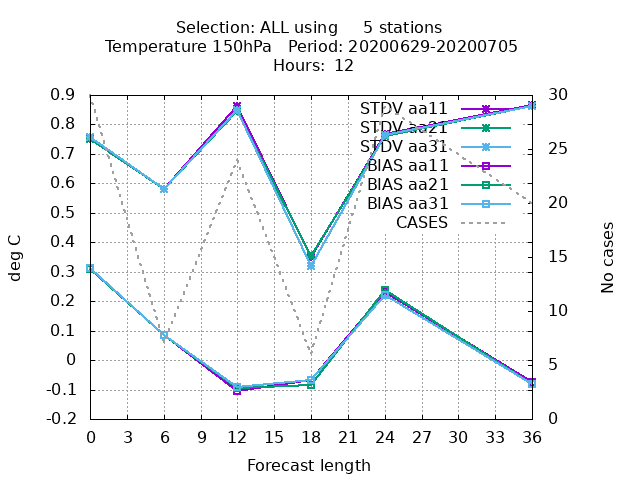 Selection: ALL using 5 stations
Temperature 150hPa Period: 20200629-20200705
Hours: 12
0.9
0.8
0.7
0.6
0.5
0.4
0.3
0.2
0.1
0
-0.1
-0.2
deg C
STDV aa11
STDV aa21
STDV aa31
BIAS aa11
BIAS aa21
BIAS aa31
CASES
30
25
20
15
10
5
0
No cases
0 3 6 9 12 15 18 21 24 27 30 33 36
Forecast length